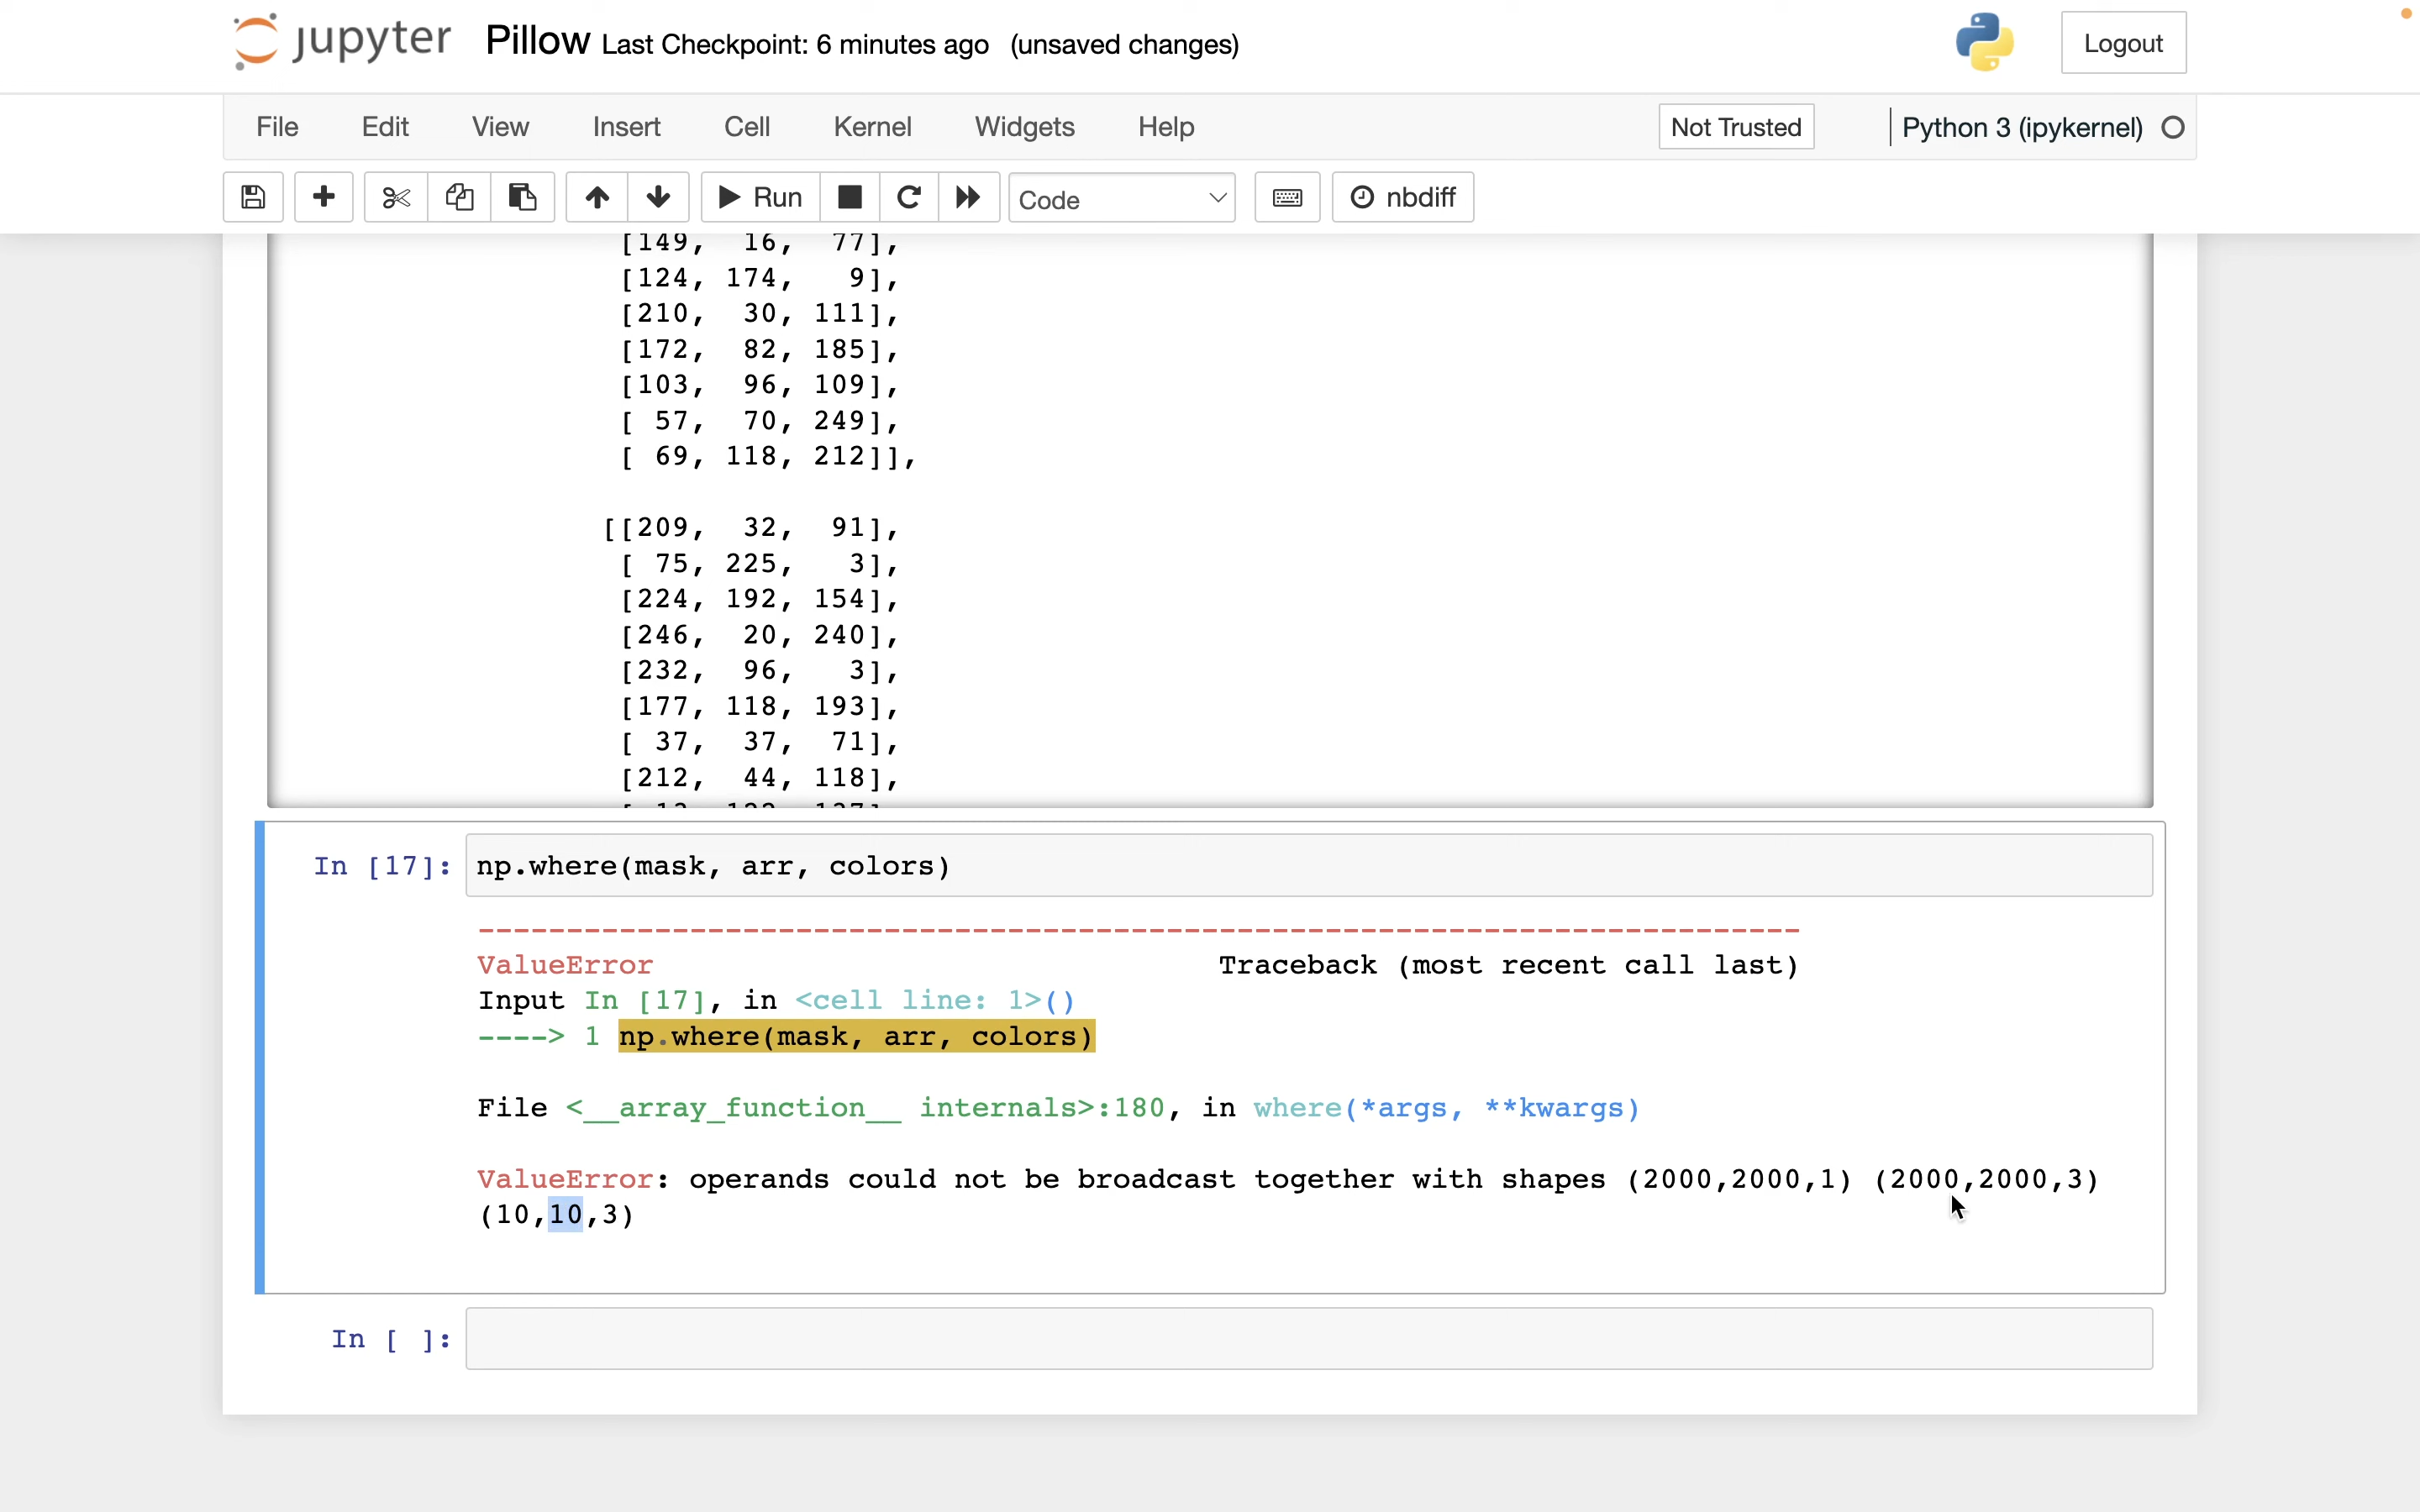 jupyter Pillow Last Checkpoint: 6 minutes ago (unsaved changes) Logout
File Edit View Insert Cell Kernel Widgets Help Not Trusted Python 3 (ipykernel)
Run Code nbdiff
[149,  16,  77],
[124, 174,   9],
[210,  30, 111],
[172,  82, 185],
[103,  96, 109],
[ 57,  70, 249],
[ 69, 118, 212]],
[[209,  32,  91],
[ 75, 225,   3],
[224, 192, 154],
[246,  20, 240],
[232,  96,   3],
[177, 118, 193],
[ 37,  37,  71],
[212,  44, 118],
In [17]: np.where(mask, arr, colors)
---------------------------------------------------------------------------
ValueError Traceback (most recent call last)
Input In [17], in <cell line: 1>()
----> 1 np.where(mask, arr, colors)
File <__array_function__ internals>:180, in where(*args, **kwargs)
ValueError: operands could not be broadcast together with shapes (2000,2000,1) (2000,2000,3)
(10,10,3)
In [ ]: